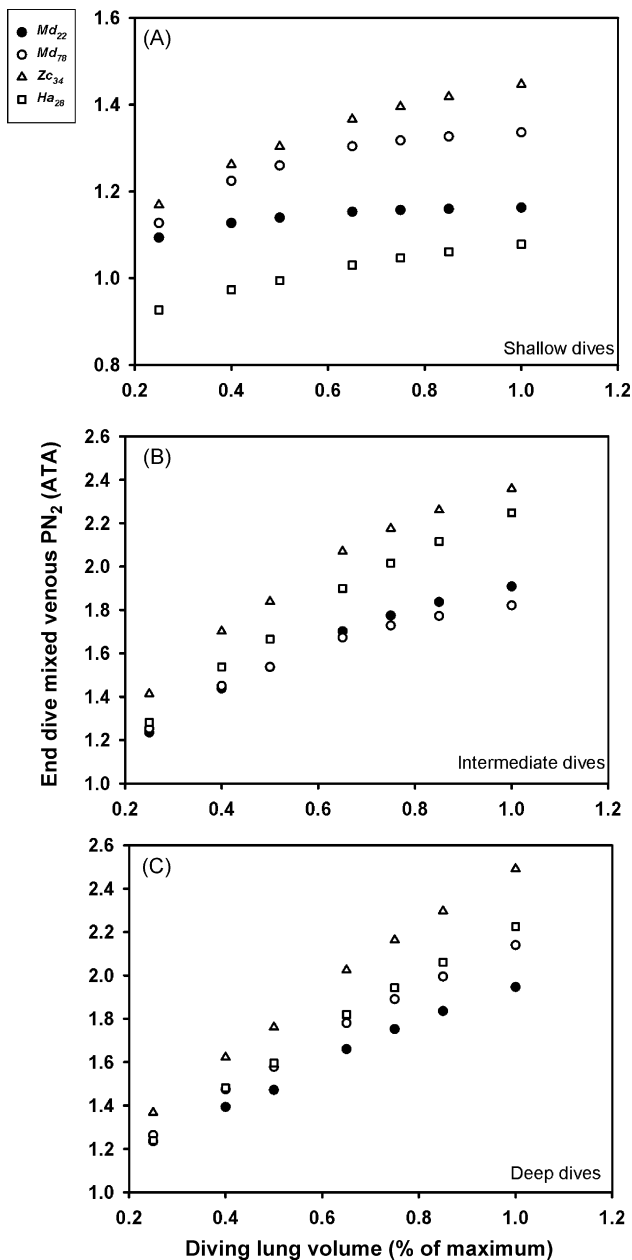 Md22
Md78
Zc34
Ha28
End dive mixed venous PN2 (ATA)
(A)
1.6
1.4
1.2
1.0
0.8
Shallow dives
0.2 0.4 0.6 0.8 1.0 1.2
(B)
2.6
2.4
2.2
2.0
1.8
1.6
1.4
1.2
1.0
Intermediate dives
0.2 0.4 0.6 0.8 1.0 1.2
(C)
2.6
2.4
2.2
2.0
1.8
1.6
1.4
1.2
1.0
Deep dives
0.2 0.4 0.6 0.8 1.0 1.2
Diving lung volume (% of maximum)